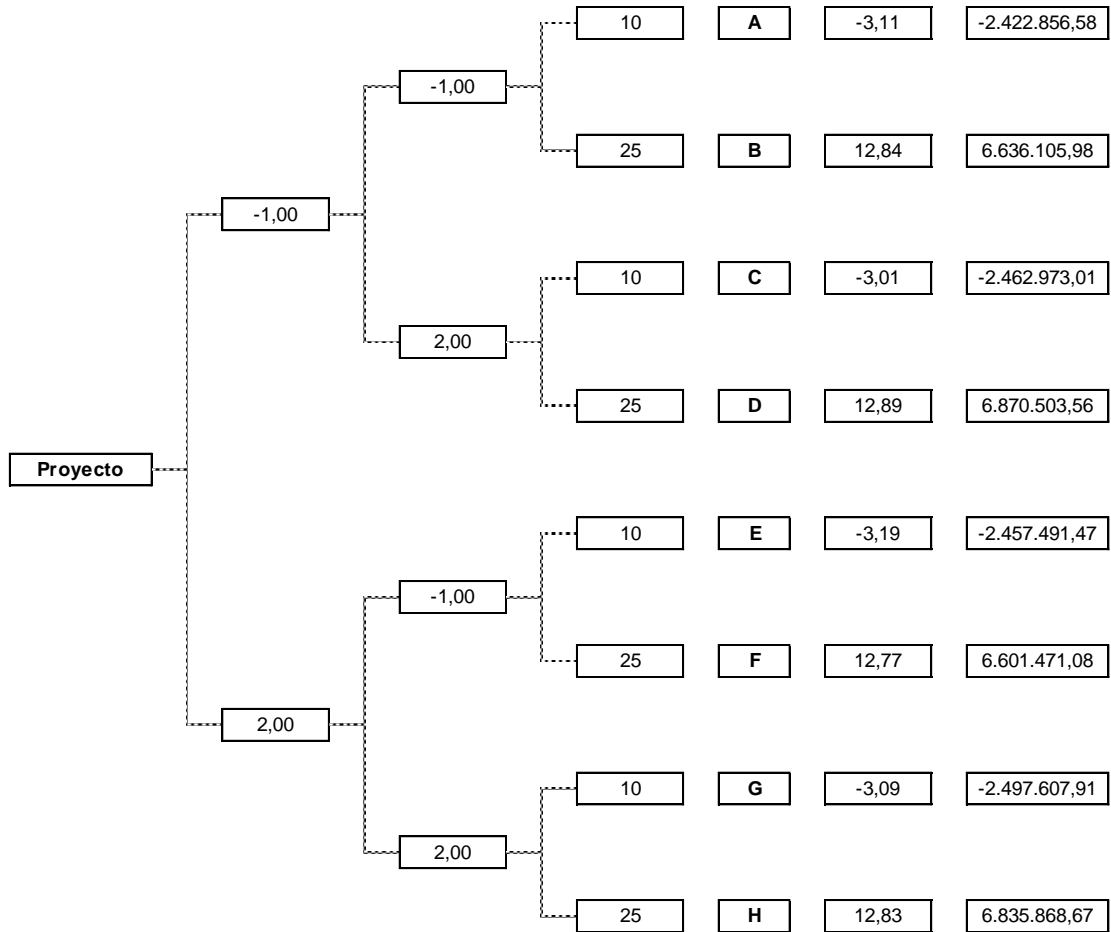 10 A -3,11 -2.422.856,58
-1,00
25 B 12,84 6.636.105,98
-1,00
10 C -3,01 -2.462.973,01
2,00
25 D 12,89 6.870.503,56
Proyecto
10 E -3,19 -2.457.491,47
-1,00
25 F 12,77 6.601.471,08
2,00
10 G -3,09 -2.497.607,91
2,00
25 H 12,83 6.835.868,67